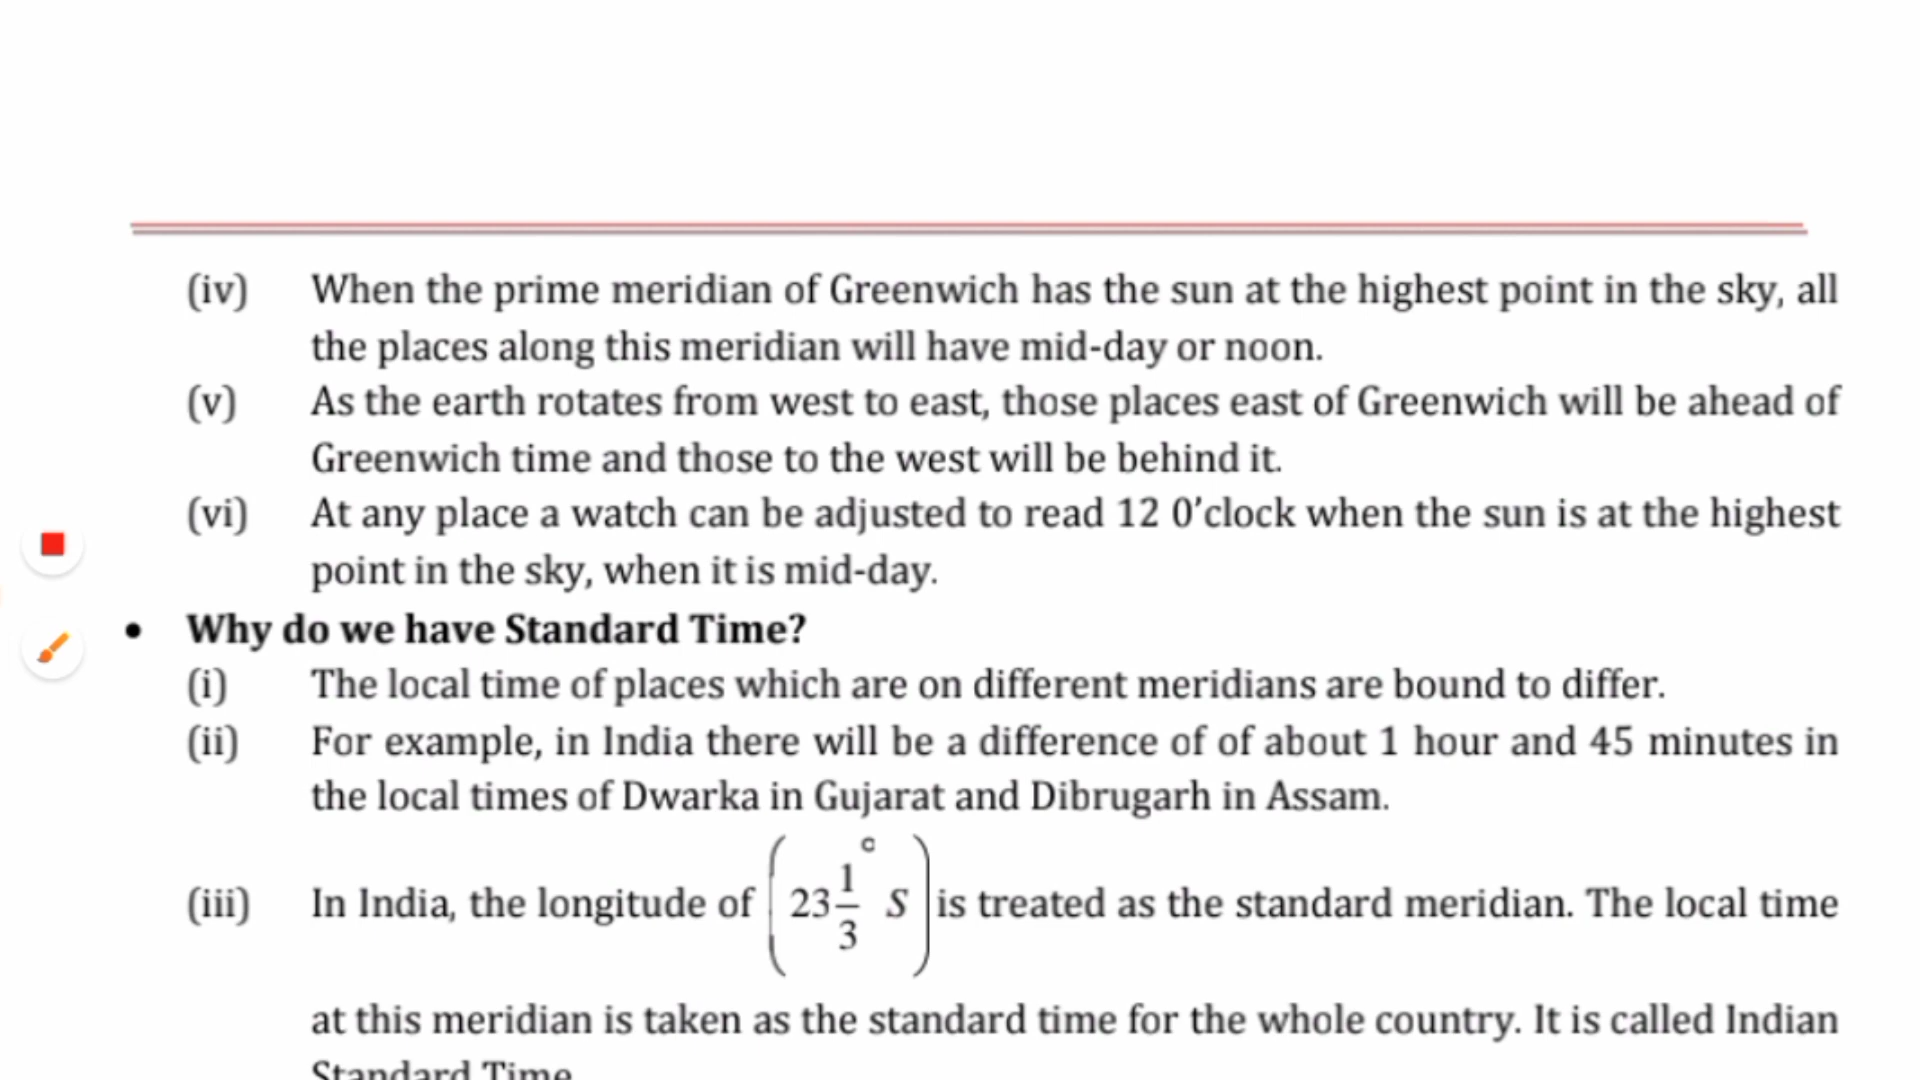 (iv) When the prime meridian of Greenwich has the sun at the highest point in the sky, all
the places along this meridian will have mid-day or noon.
(v) As the earth rotates from west to east, those places east of Greenwich will be ahead of
Greenwich time and those to the west will be behind it.
(vi) At any place a watch can be adjusted to read 12 0'clock when the sun is at the highest
point in the sky, when it is mid-day.
• Why do we have Standard Time?
(i) The local time of places which are on different meridians are bound to differ.
(ii) For example, in India there will be a difference of of about 1 hour and 45 minutes in
the local times of Dwarka in Gujarat and Dibrugarh in Assam.
(iii) In India, the longitude of (23 1/3° S) is treated as the standard meridian. The local time
at this meridian is taken as the standard time for the whole country. It is called Indian
Standard Time